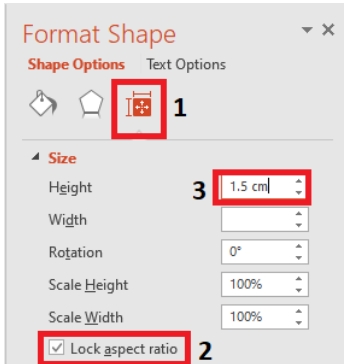 Format Shape
Shape Options Text Options
1
Size
Height 3 1.5 cm
Width
Rotation 0°
Scale Height 100%
Scale Width 100%
Lock aspect ratio 2